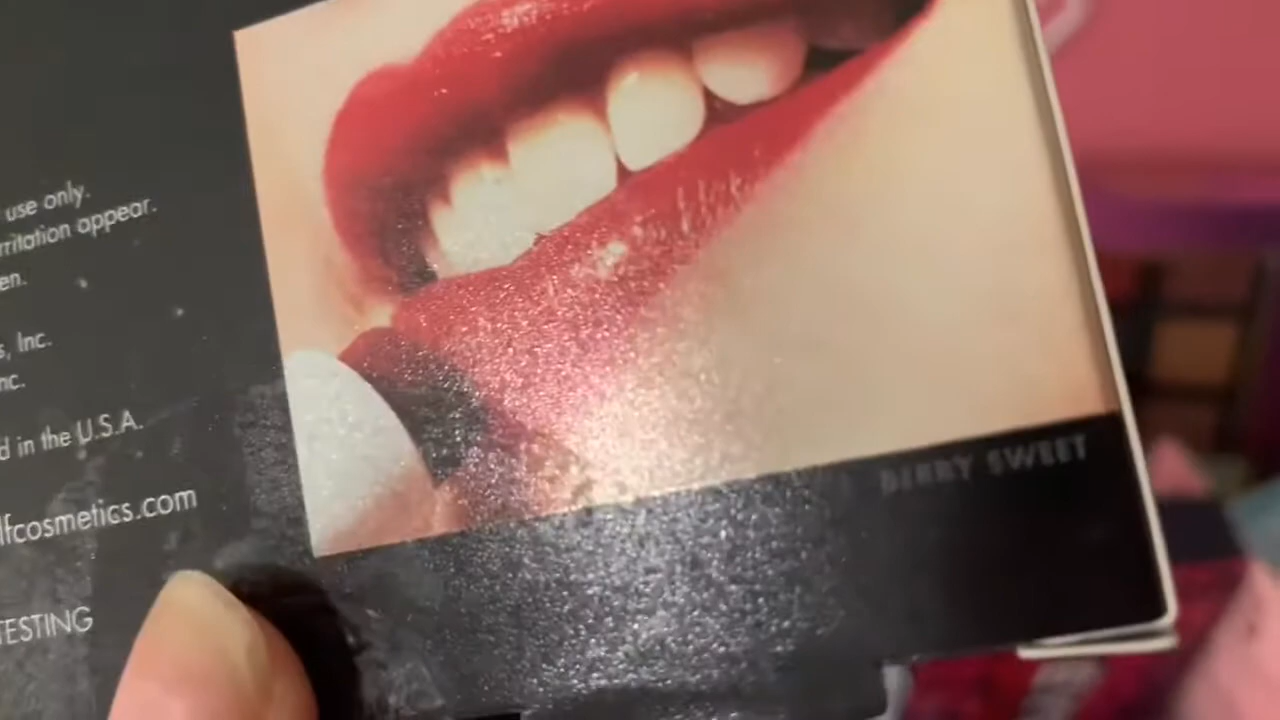 use only.
rritation appear.
en.
s, Inc.
nc.
d in the U.S.A.
lfcosmetics.com
TESTING
BERRY SWEET